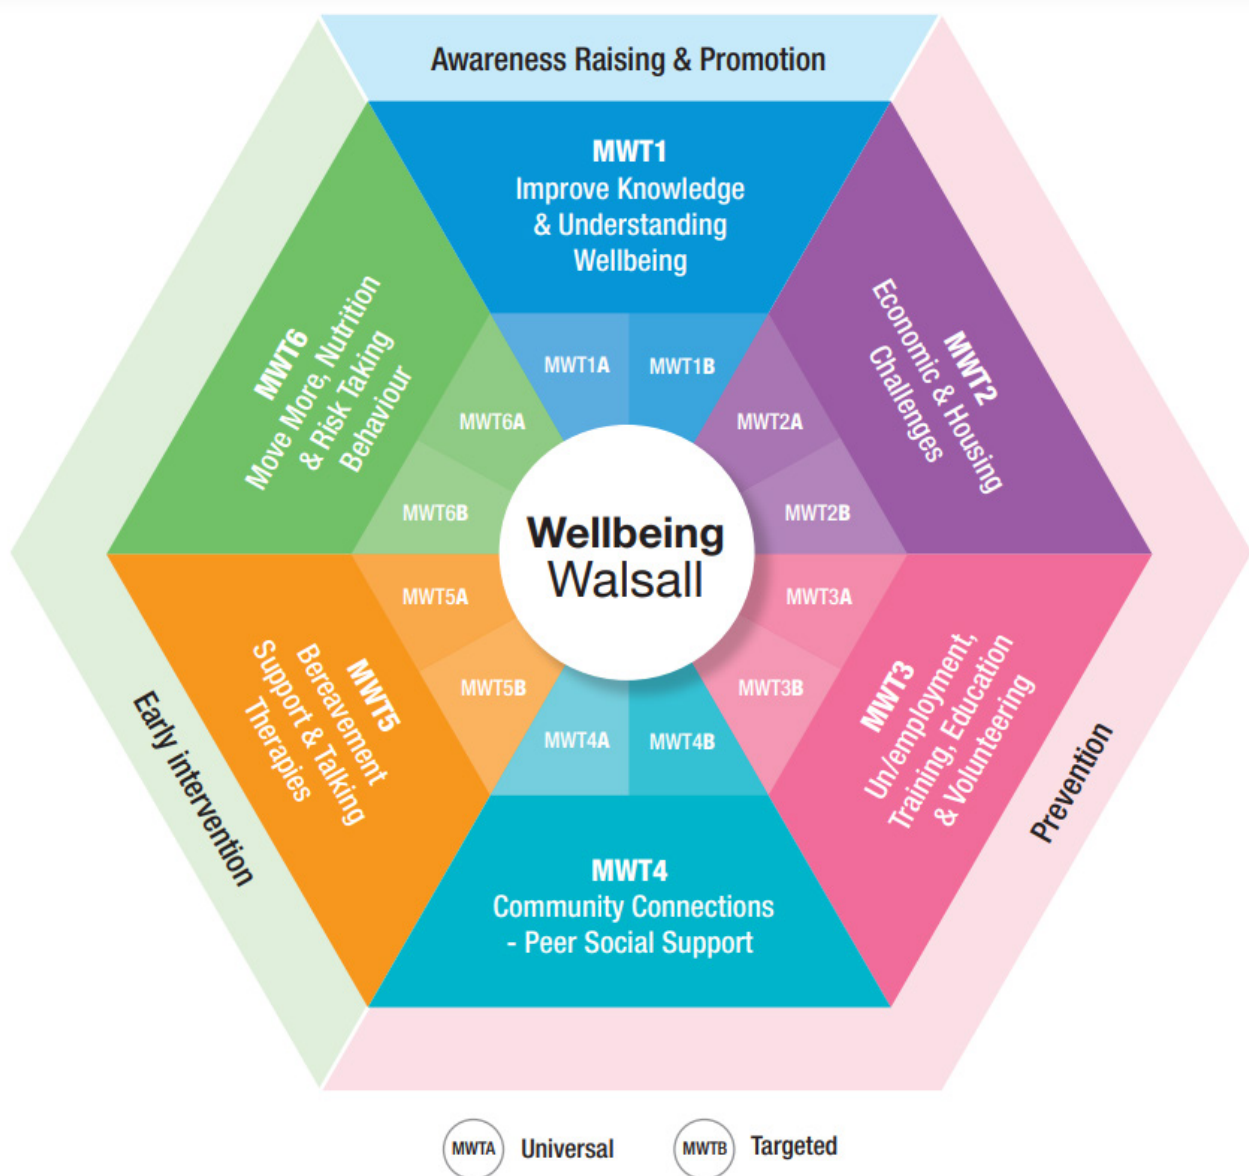 Awareness Raising & Promotion
MWT1
Improve Knowledge
& Understanding
Wellbeing
MWT1A
MWT1B
MWT2
Economic & Housing
Challenges
MWT2A
MWT2B
MWT3
Un/employment,
Training, Education
& Volunteering
MWT3A
MWT3B
MWT4
Community Connections
- Peer Social Support
MWT4A
MWT4B
MWT5
Bereavement
Support & Talking
Therapies
MWT5A
MWT5B
MWT6
Move More, Nutrition
& Risk Taking
Behaviour
MWT6A
MWT6B
Wellbeing
Walsall
Early intervention
Prevention
MWTA Universal
MWTB Targeted